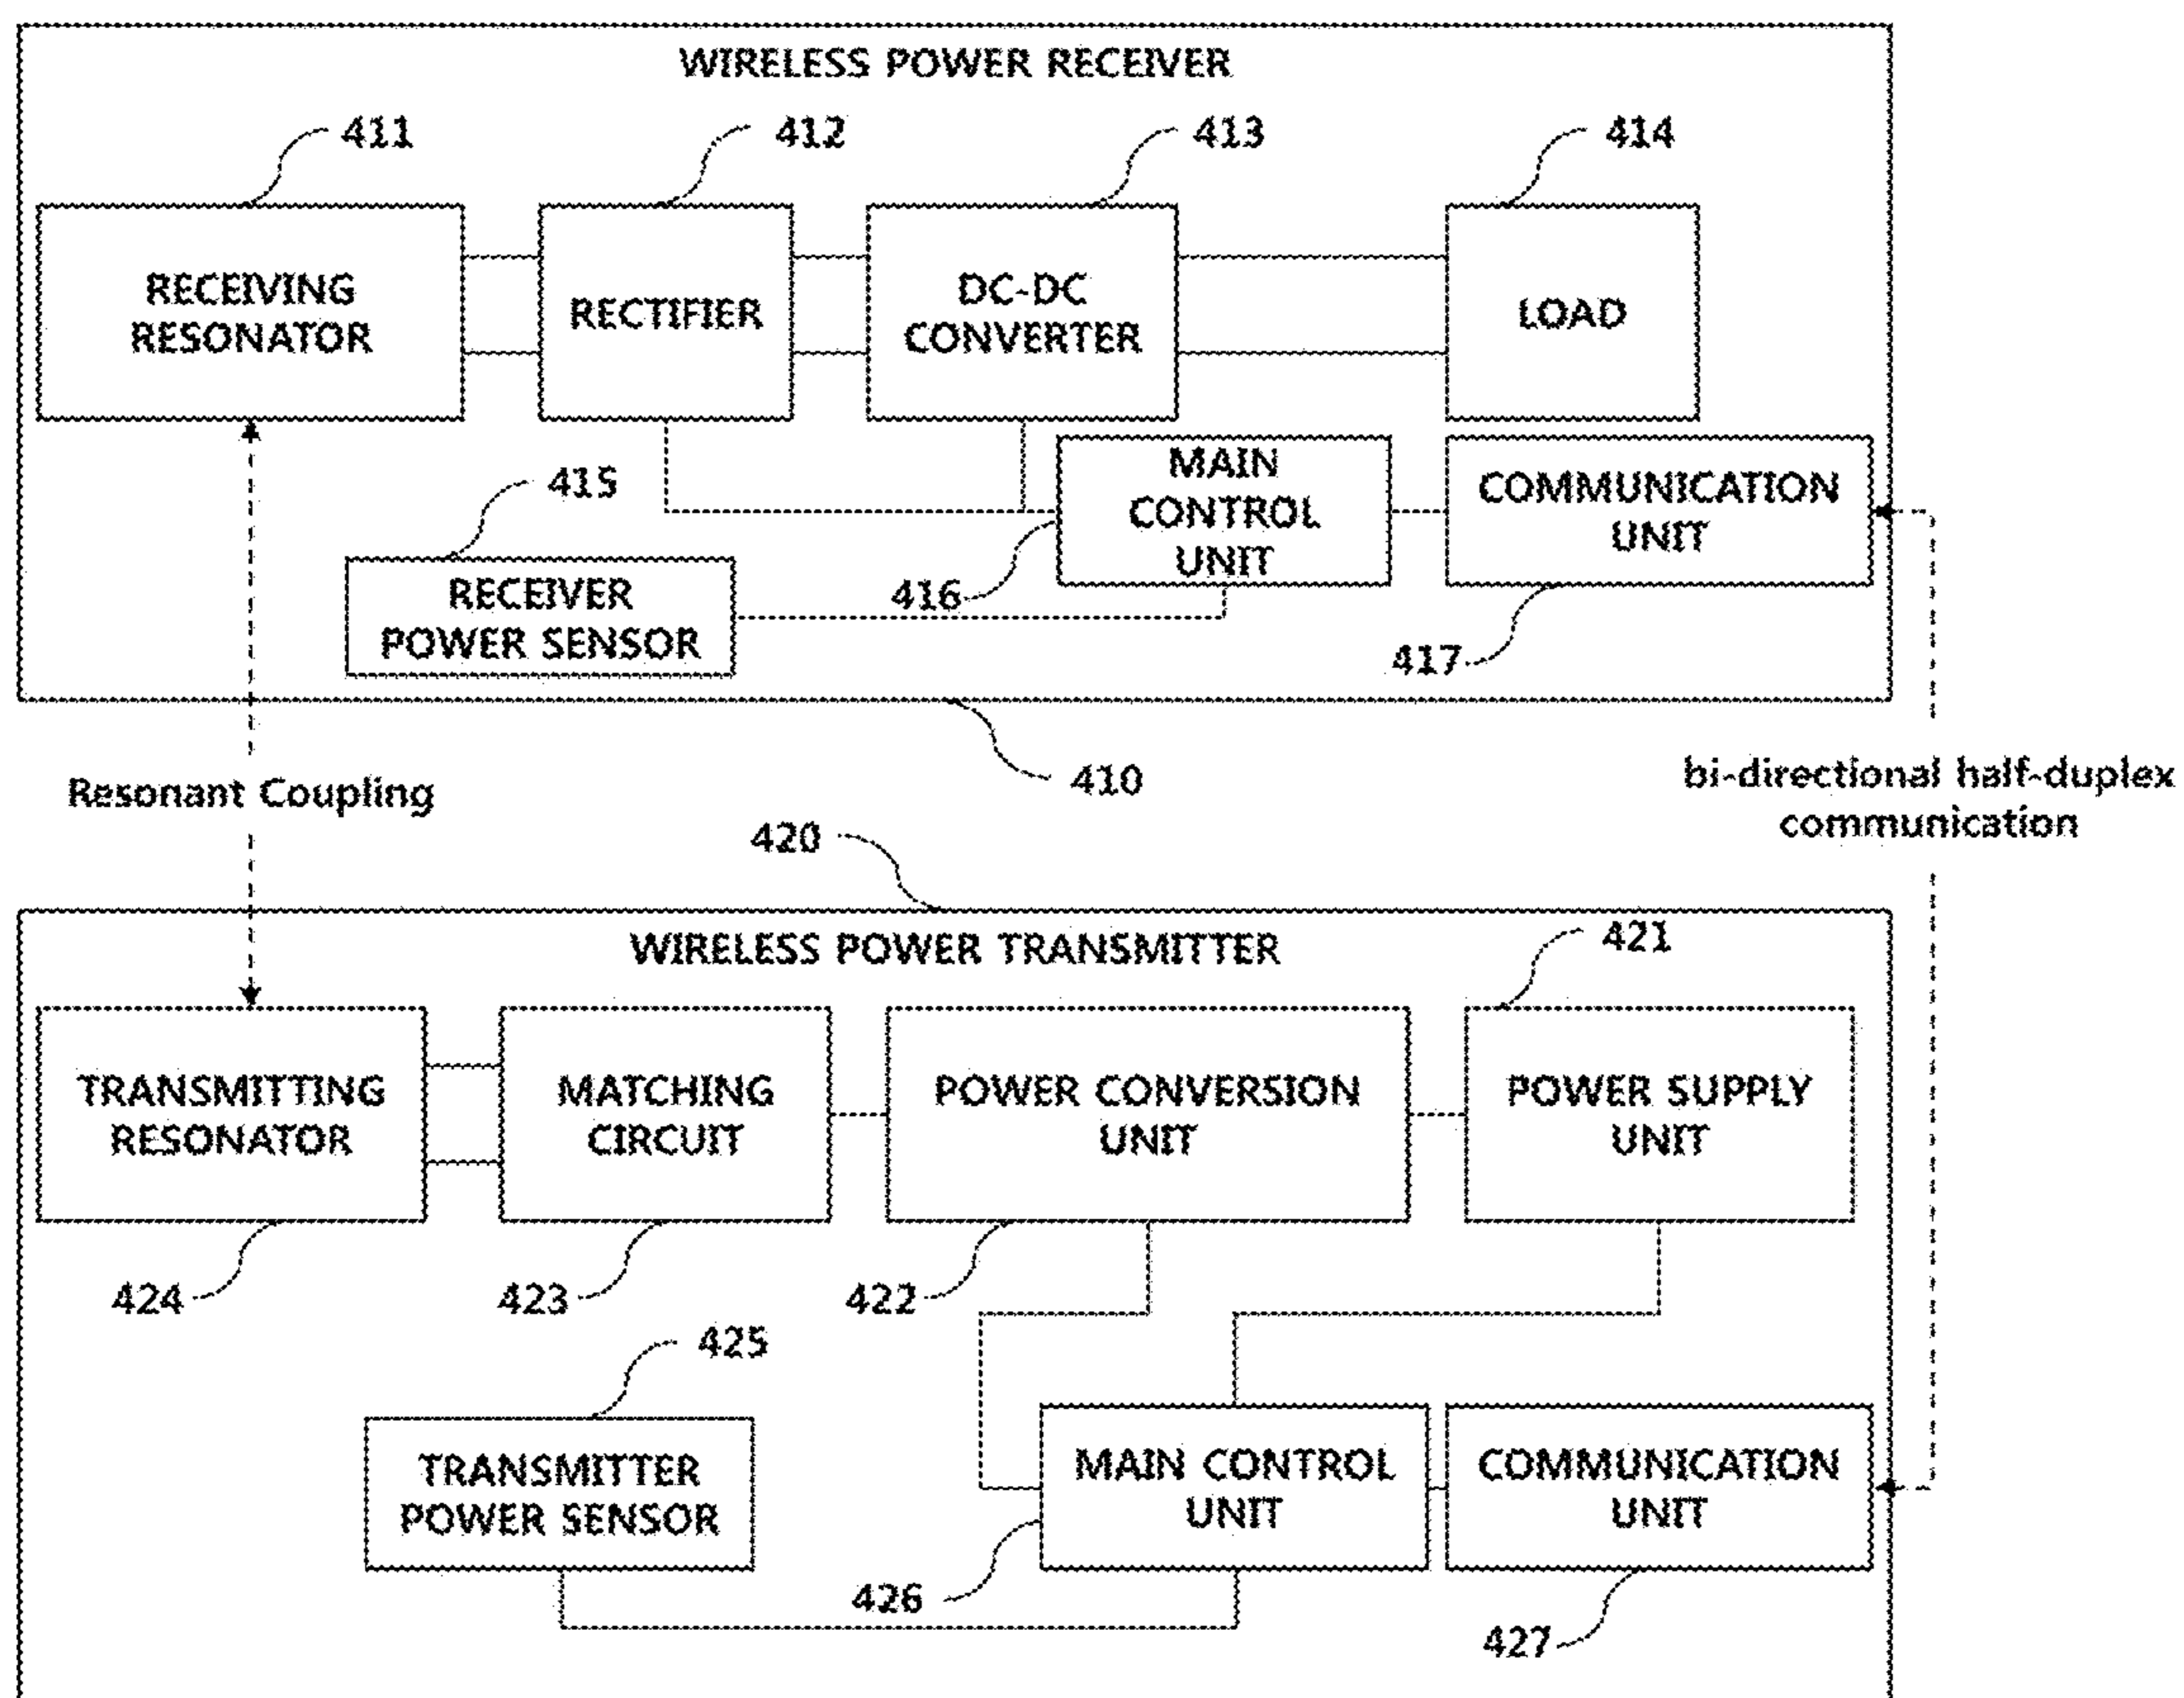 WIRELESS POWER RECEIVER
411
412
413
414
RECEIVING
RESONATOR
RECTIFIER
DC-DC
CONVERTER
LOAD
415
RECEIVER
POWER SENSOR
416
MAIN
CONTROL
UNIT
COMMUNICATION
UNIT
417
410
Resonant Coupling
bi-directional half-duplex
communication
420
WIRELESS POWER TRANSMITTER
421
TRANSMITTING
RESONATOR
MATCHING
CIRCUIT
POWER CONVERSION
UNIT
POWER SUPPLY
UNIT
424
423
422
425
TRANSMITTER
POWER SENSOR
MAIN CONTROL
UNIT
COMMUNICATION
UNIT
426
427